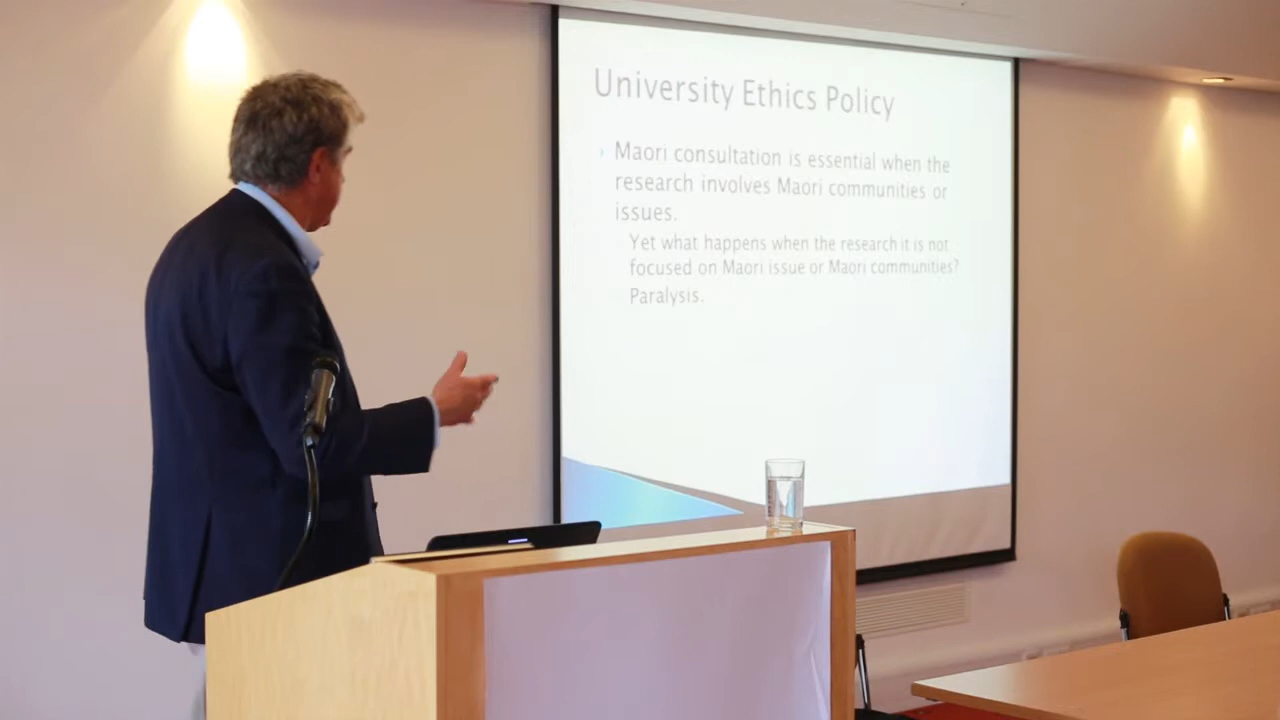 University Ethics Policy
Maori consultation is essential when the
research involves Maori communities or
issues.
Yet what happens when the research it is not
focused on Maori issue or Maori communities?
Paralysis.